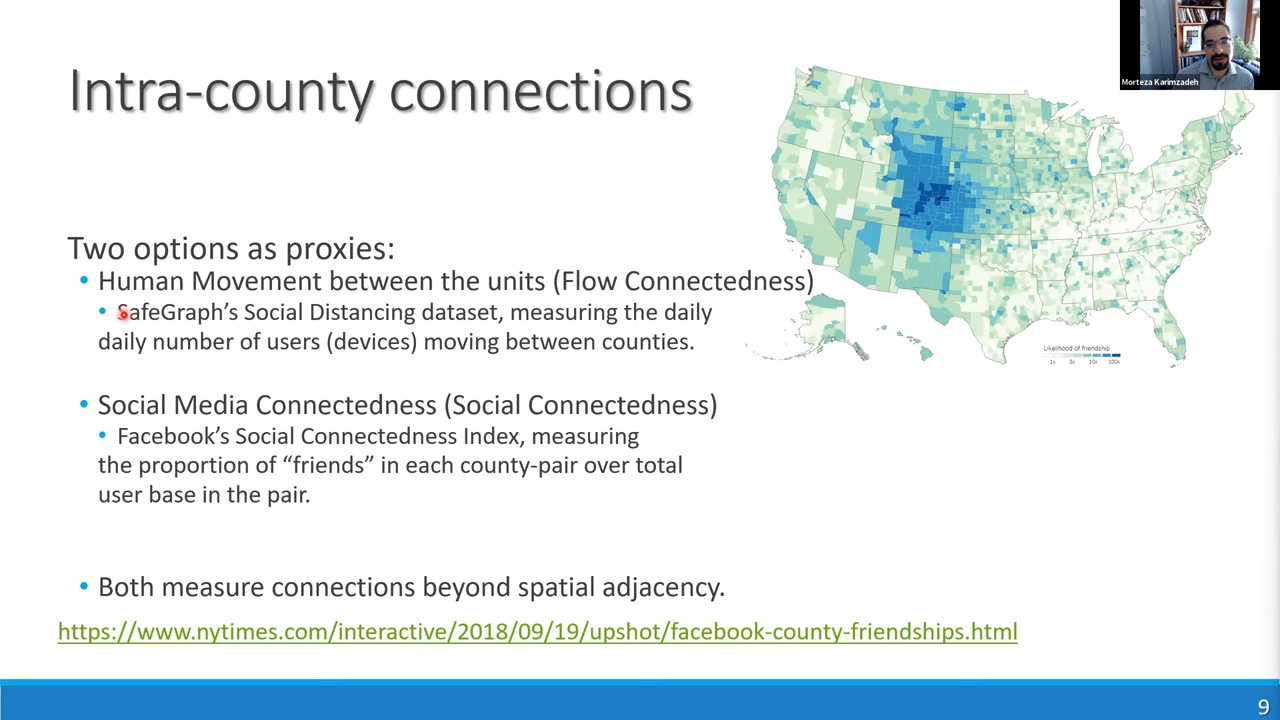 Morteza Karimzadeh
Intra-county connections
Two options as proxies:
• Human Movement between the units (Flow Connectedness)
• SafeGraph's Social Distancing dataset, measuring the daily
daily number of users (devices) moving between counties.
• Social Media Connectedness (Social Connectedness)
• Facebook's Social Connectedness Index, measuring
the proportion of “friends” in each county-pair over total
user base in the pair.
• Both measure connections beyond spatial adjacency.
https://www.nytimes.com/interactive/2018/09/19/upshot/facebook-county-friendships.html
Likelihood of friendship
1x 3x 10x 100x
9